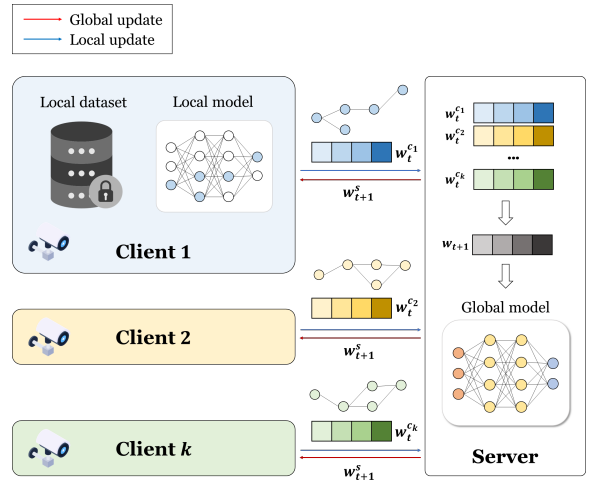 Global update
Local update
Local dataset
Local model
Client 1
w_t^{c_1}
w_{t+1}^s
Client 2
w_t^{c_2}
w_{t+1}^s
Client k
w_t^{c_k}
w_{t+1}^s
w_t^{c_1}
w_t^{c_2}
...
w_t^{c_k}
w_{t+1}
Global model
Server